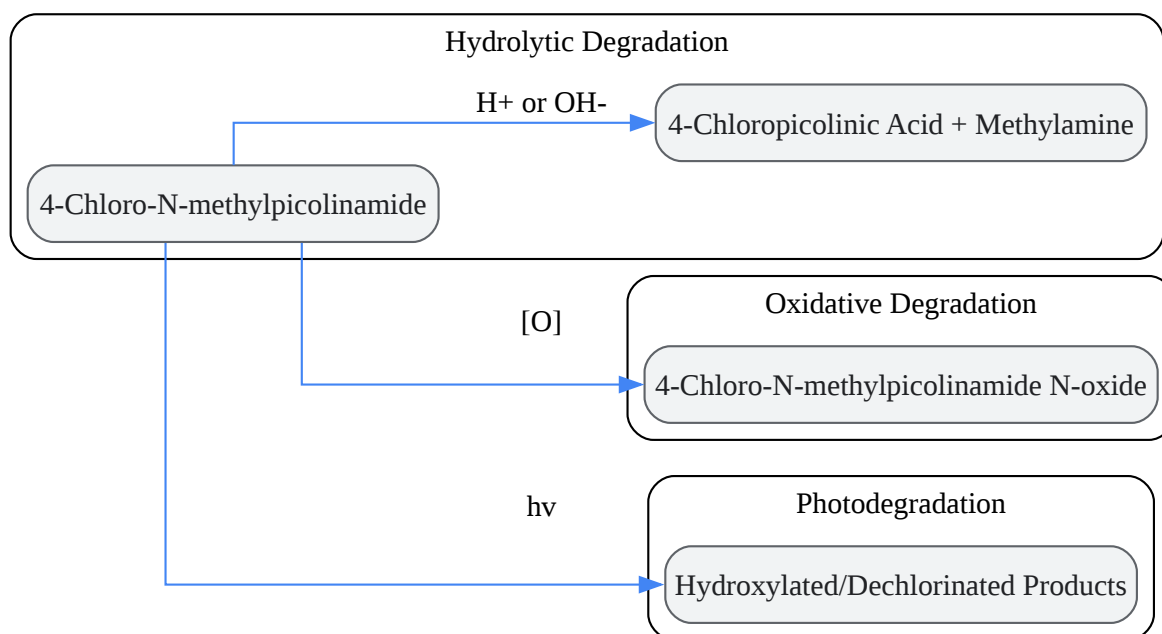 Hydrolytic Degradation
H+ or OH-
4-Chloropicolinic Acid + Methylamine
4-Chloro-N-methylpicolinamide
Oxidative Degradation
[O]
4-Chloro-N-methylpicolinamide N-oxide
Photodegradation
hv
Hydroxylated/Dechlorinated Products